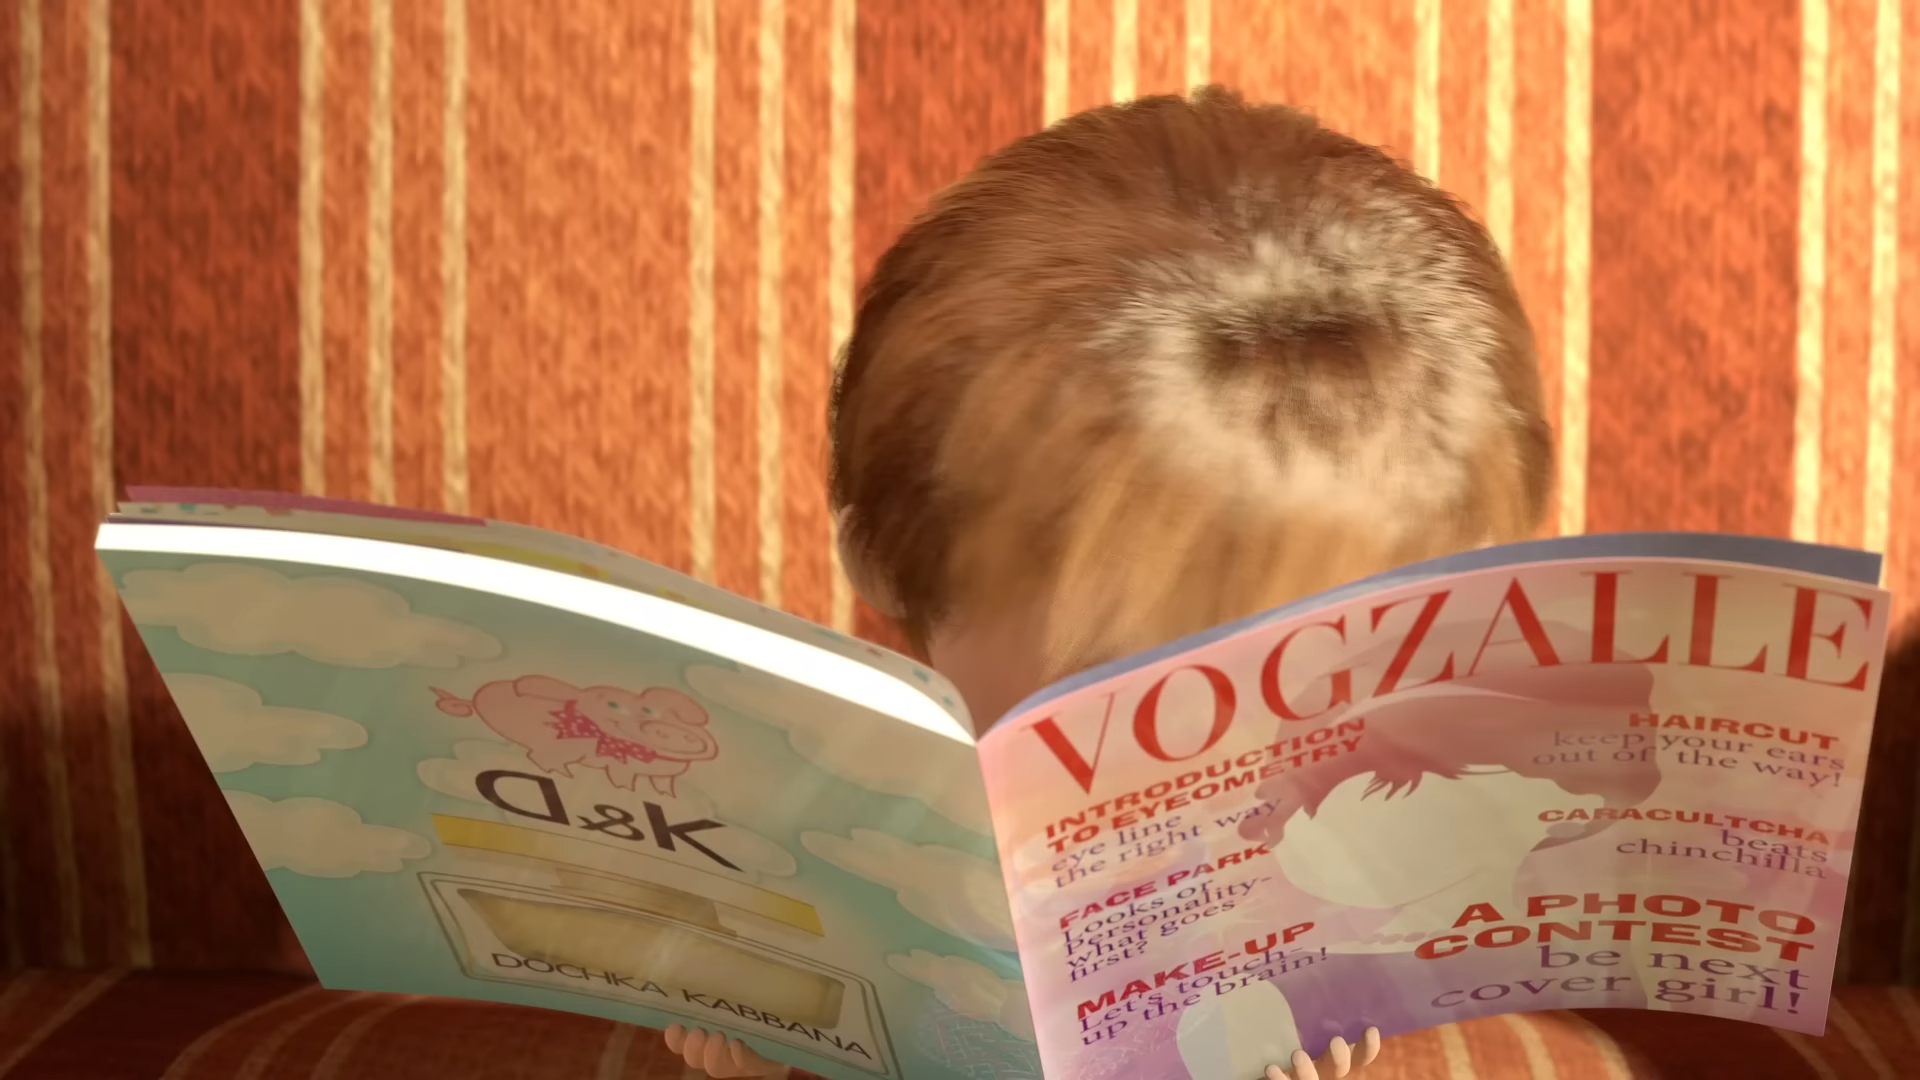 D&K
DOCHKA KABBANA
VOGZALLE
INTRODUCTION
TO EYEOMETRY
eye line
the right way
FACE PARK
Looks or
personality-
what goes
first?
MAKE-UP
Let's touch-
up the brain!
HAIRCUT
keep your ears
out of the way!
CARACULTCHA
beats
chinchilla
A PHOTO
CONTEST
be next
cover girl!